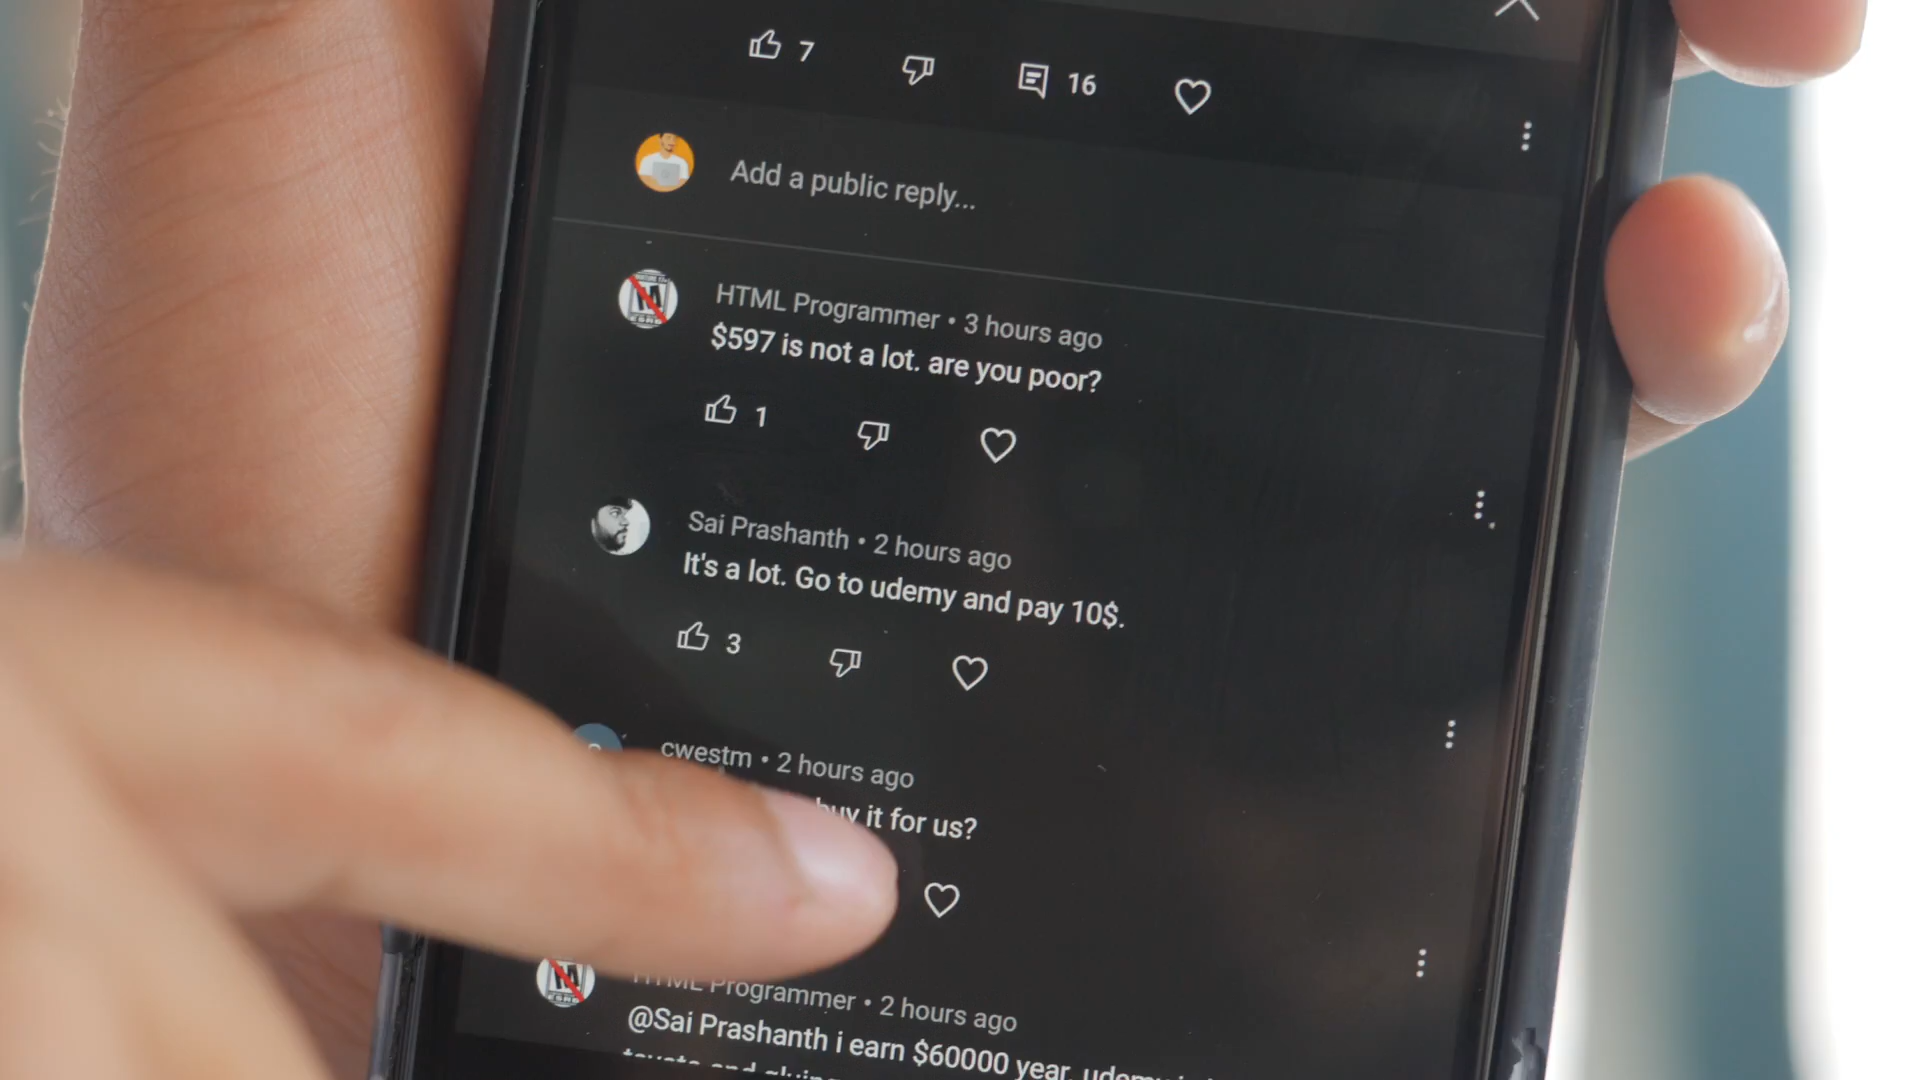 7
16
Add a public reply...
HTML Programmer • 3 hours ago
$597 is not a lot. are you poor?
1
Sai Prashanth • 2 hours ago
It's a lot. Go to udemy and pay 10$.
3
cwestm • 2 hours ago
buy it for us?
HTML Programmer • 2 hours ago
@Sai Prashanth i earn $60000 year. udemy
and